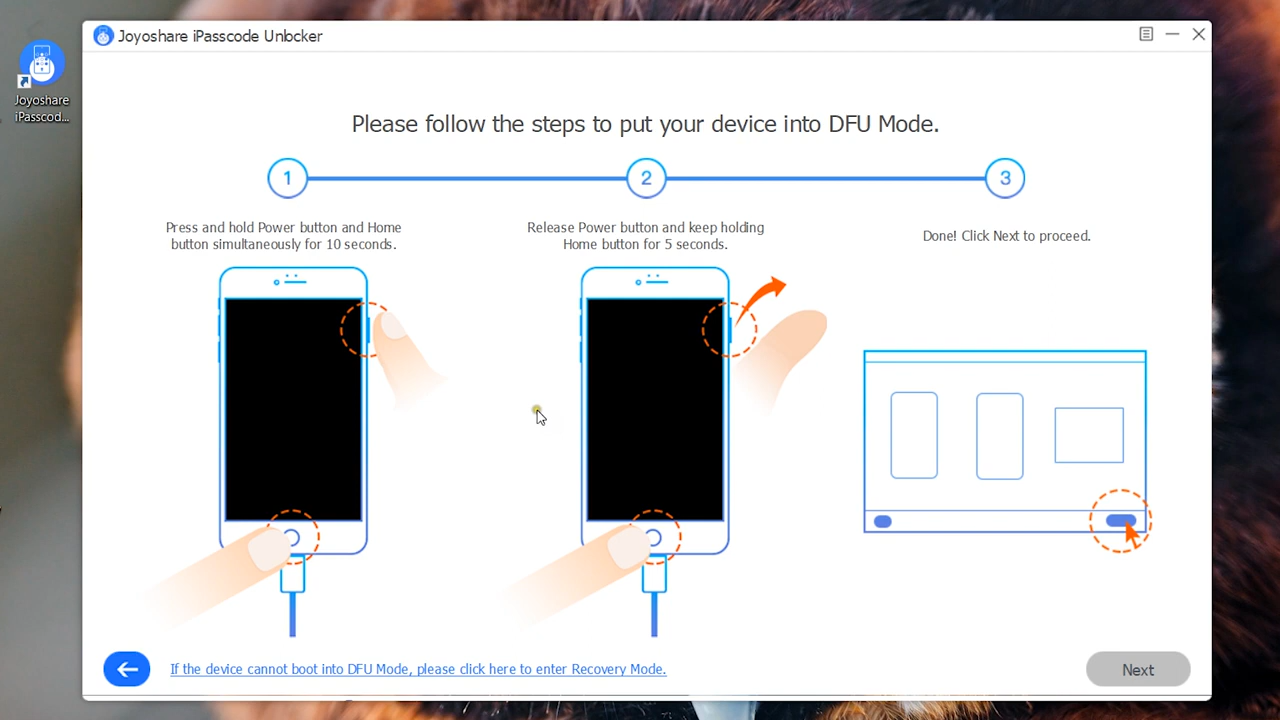 Joyoshare
iPasscod...
Joyoshare iPasscode Unbcker
Please follow the steps to put your device into DFU Mode.
1
2
3
Press and hold Power button and Home
button simultaneously for 10 seconds.
Release Power button and keep holding
Home button for 5 seconds.
Done! Click Next to proceed.
If the device cannot boot into DFU Mode, please click here to enter Recovery Mode.
Next